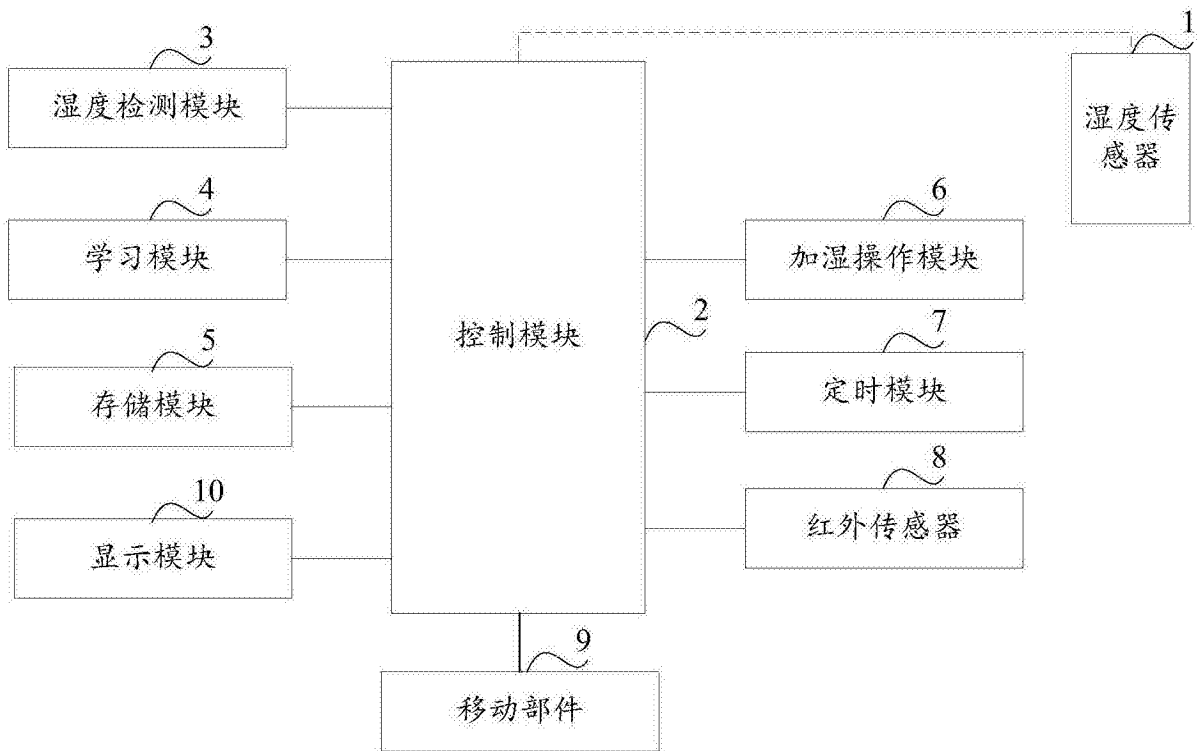 1
湿度传
感器
3
湿度检测模块
4
学习模块
5
存储模块
10
显示模块
控制模块
2
6
加湿操作模块
7
定时模块
8
红外传感器
9
移动部件